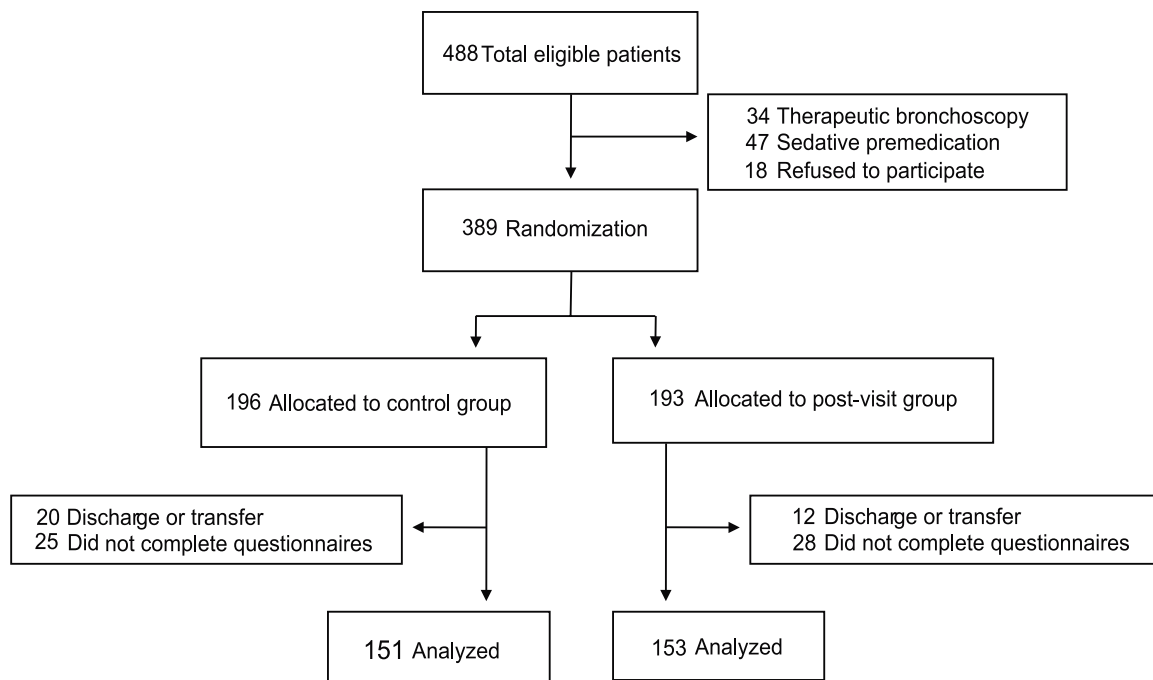 488 Total eligible patients
34 Therapeutic bronchoscopy
47 Sedative premedication
18 Refused to participate
389 Randomization
196 Allocated to control group
193 Allocated to post-visit group
20 Discharge or transfer
25 Did not complete questionnaires
12 Discharge or transfer
28 Did not complete questionnaires
151 Analyzed
153 Analyzed